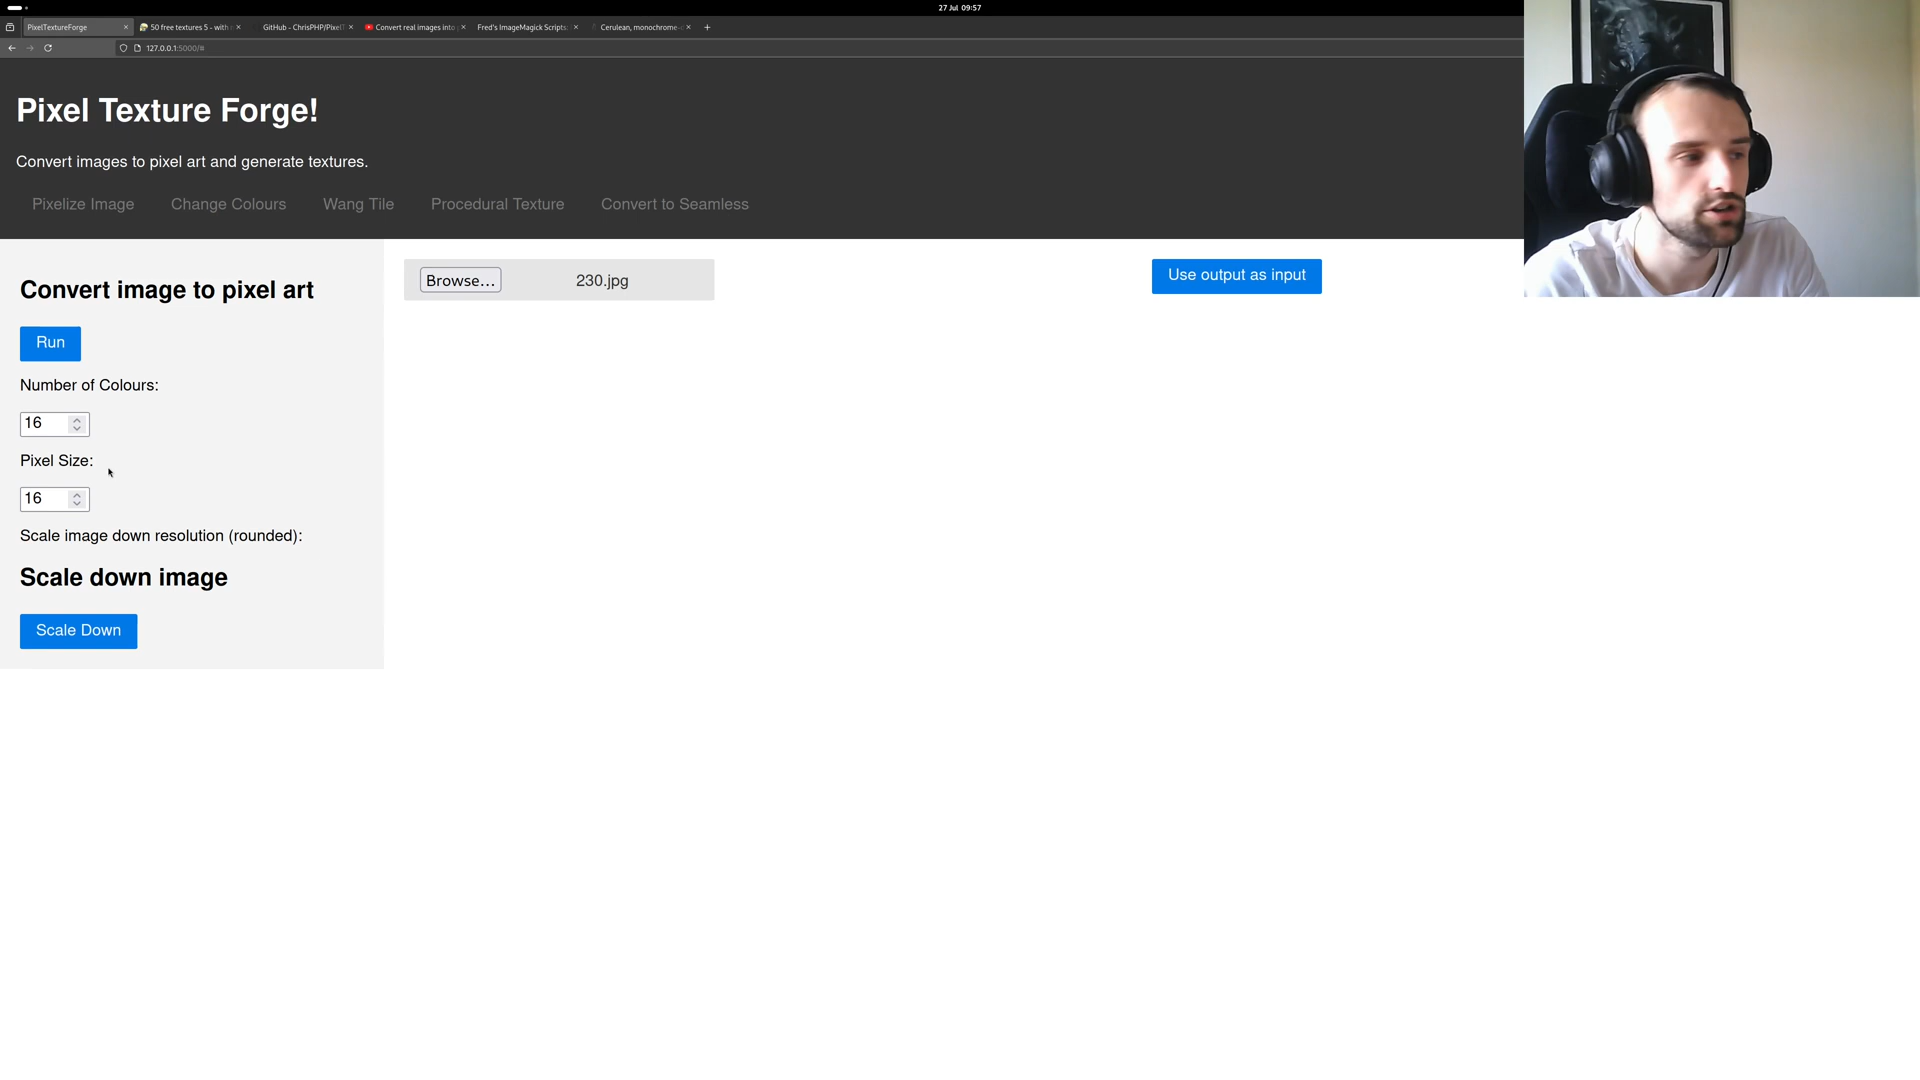 27 Jul 09:57
PixelTextureForge
50 free textures 5 - with
GitHub - ChrisPHP/PixelT
Convert real images into
Fred's ImageMagick Scripts:
Cerulean, monochrome-
127.0.0.1:5000/#
Pixel Texture Forge!
Convert images to pixel art and generate textures.
Pixelize Image
Change Colours
Wang Tile
Procedural Texture
Convert to Seamless
Convert image to pixel art
Browse...
230.jpg
Use output as input
Run
Number of Colours:
16
Pixel Size:
16
Scale image down resolution (rounded):
Scale down image
Scale Down